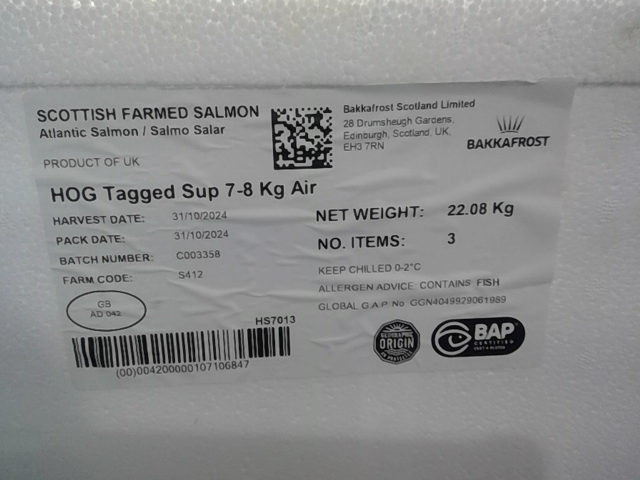 SCOTTISH FARMED SALMON
Atlantic Salmon / Salmo Salar
PRODUCT OF UK
Bakkafrost Scotland Limited
28 Drumsheugh Gardens,
Edinburgh, Scotland, UK,
EH3 7RN
BAKKAFROST
HOG Tagged Sup 7-8 Kg Air
HARVEST DATE: 31/10/2024
PACK DATE: 31/10/2024
BATCH NUMBER: C003358
FARM CODE: S412
NET WEIGHT: 22.08 Kg
NO. ITEMS: 3
KEEP CHILLED 0-2°C
ALLERGEN ADVICE: CONTAINS FISH
GLOBAL G.A.P No GGN4049929061989
GB
AD 042
HS7013
(00)004200000107106847
ORIGIN
BAP
CERTIFIED